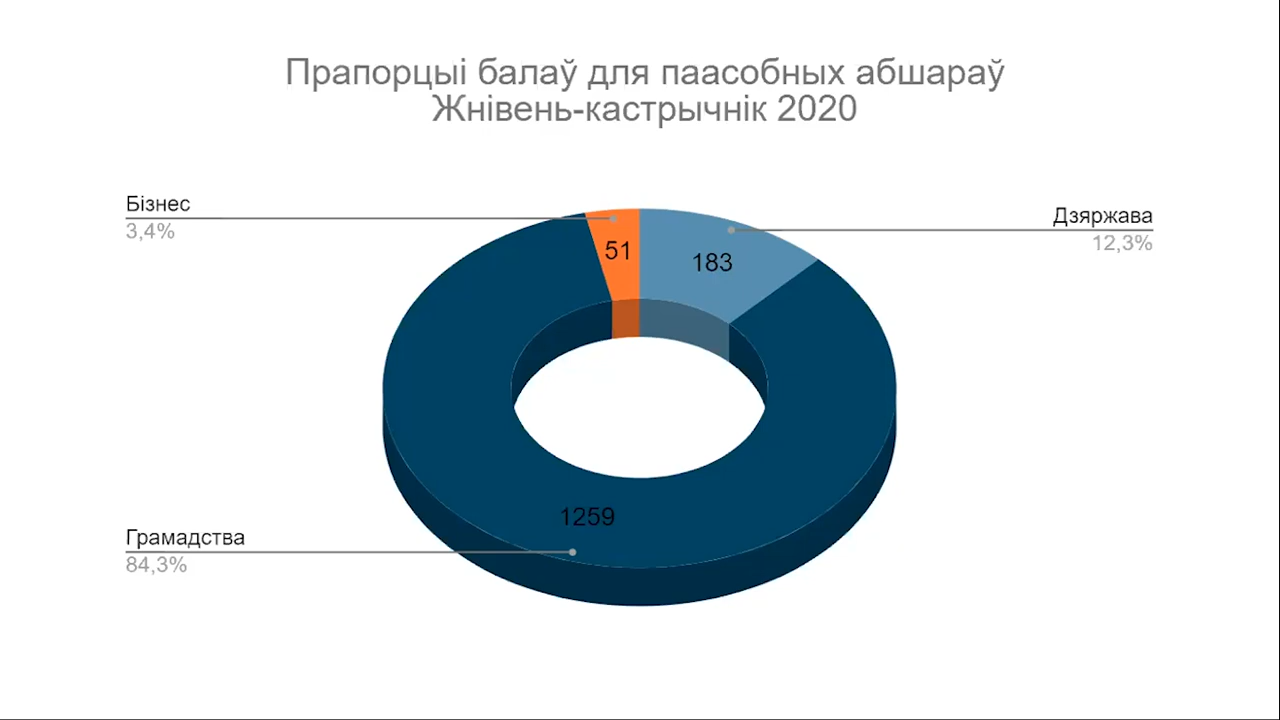 Прапорцыі балаў для паасобных абшараў
Жнівень-кастрычнік 2020
Бізнес
3,4%
Дзяржава
12,3%
51
183
1259
Грамадства
84,3%